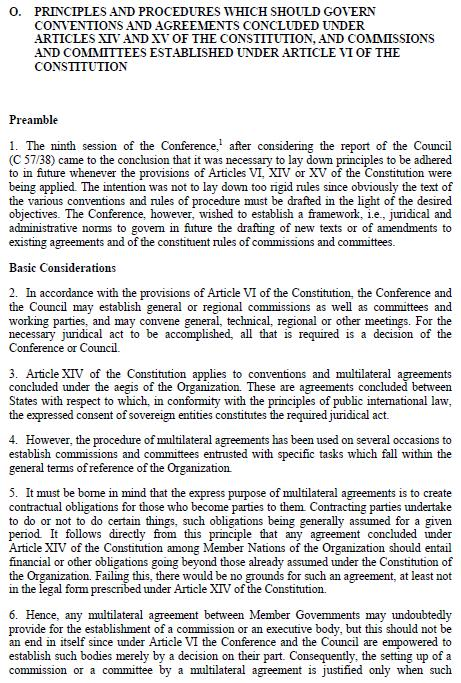 O. PRINCIPLES AND PROCEDURES WHICH SHOULD GOVERN
CONVENTIONS AND AGREEMENTS CONCLUDED UNDER
ARTICLES XIV AND XV OF THE CONSTITUTION, AND COMMISSIONS
AND COMMITTEES ESTABLISHED UNDER ARTICLE VI OF THE
CONSTITUTION
Preamble
1. The ninth session of the Conference,¹ after considering the report of the Council
(C 57/38) came to the conclusion that it was necessary to lay down principles to be adhered
to in future whenever the provisions of Articles VI, XIV or XV of the Constitution were
being applied. The intention was not to lay down too rigid rules since obviously the text of
the various conventions and rules of procedure must be drafted in the light of the desired
objectives. The Conference, however, wished to establish a framework, i.e., juridical and
administrative norms to govern in future the drafting of new texts or of amendments to
existing agreements and of the constituent rules of commissions and committees.
Basic Considerations
2. In accordance with the provisions of Article VI of the Constitution, the Conference and
the Council may establish general or regional commissions as well as committees and
working parties, and may convene general, technical, regional or other meetings. For the
necessary juridical act to be accomplished, all that is required is a decision of the
Conference or Council.
3. Article XIV of the Constitution applies to conventions and multilateral agreements
concluded under the aegis of the Organization. These are agreements concluded between
States with respect to which, in conformity with the principles of public international law,
the expressed consent of sovereign entities constitutes the required juridical act.
4. However, the procedure of multilateral agreements has been used on several occasions to
establish commissions and committees entrusted with specific tasks which fall within the
general terms of reference of the Organization.
5. It must be borne in mind that the express purpose of multilateral agreements is to create
contractual obligations for those who become parties to them. Contracting parties undertake
to do or not to do certain things, such obligations being generally assumed for a given
period. It follows directly from this principle that any agreement concluded under
Article XIV of the Constitution among Member Nations of the Organization should entail
financial or other obligations going beyond those already assumed under the Constitution of
the Organization. Failing this, there would be no grounds for such an agreement, at least not
in the legal form prescribed under Article XIV of the Constitution.
6. Hence, any multilateral agreement between Member Governments may undoubtedly
provide for the establishment of a commission or an executive body, but this should not be
an end in itself since under Article VI the Conference and the Council are empowered to
establish such bodies merely by a decision on their part. Consequently, the setting up of a
commission or a committee by a multilateral agreement is justified only when such